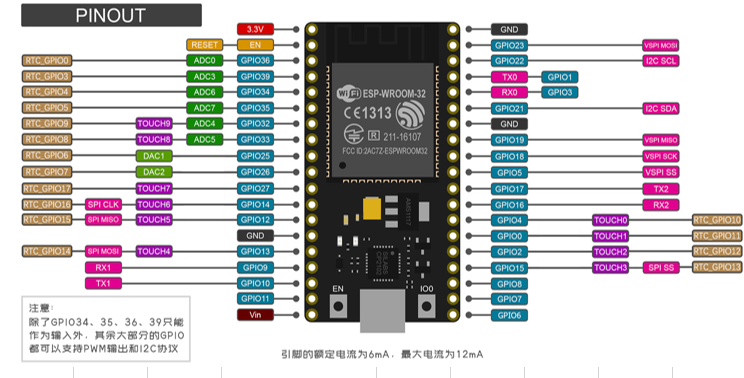 PINOUT
3.3V GND
RESET EN GPIO23 VSPI MOSI
RTC_GPIO0 ADC0 GPIO36 GPIO22 I2C SCL
RTC_GPIO3 ADC3 GPIO39 TX0 GPIO1
RTC_GPIO4 ADC6 GPIO34 RX0 GPIO3
RTC_GPIO5 ADC7 GPIO35 GPIO21 I2C SDA
RTC_GPIO9 TOUCH9 ADC4 GPIO32 GND
RTC_GPIO8 TOUCH8 ADC5 GPIO33 GPIO19 VSPI MISO
RTC_GPIO6 DAC1 GPIO25 GPIO18 VSPI SCK
RTC_GPIO7 DAC2 GPIO26 GPIO5 VSPI SS
RTC_GPIO17 TOUCH7 GPIO27 GPIO17 TX2
RTC_GPIO16 SPI CLK TOUCH6 GPIO14 GPIO16 RX2
RTC_GPIO15 SPI MISO TOUCH5 GPIO12 GPIO4 TOUCH0 RTC_GPIO10
GND GPIO0 TOUCH1 RTC_GPIO11
RTC_GPIO14 SPI MOSI TOUCH4 GPIO13 GPIO2 TOUCH2 RTC_GPIO12
RX1 GPIO9 GPIO15 TOUCH3 SPI SS RTC_GPIO13
TX1 GPIO10 GPIO8
GPIO11 GPIO7
Vin GPIO6
WiFi ESP-WROOM-32
CE1313
R 211-16107
FCC ID:2AC7Z-ESPWROOM32
AMS1117
SILABS
CP2102
EN IO0
注意:
除了GPIO34、35、36、39只能
作为输入外，其余大部分的GPIO
都可以支持PWM输出和I2C协议
引脚的额定电流为6mA，最大电流为12mA